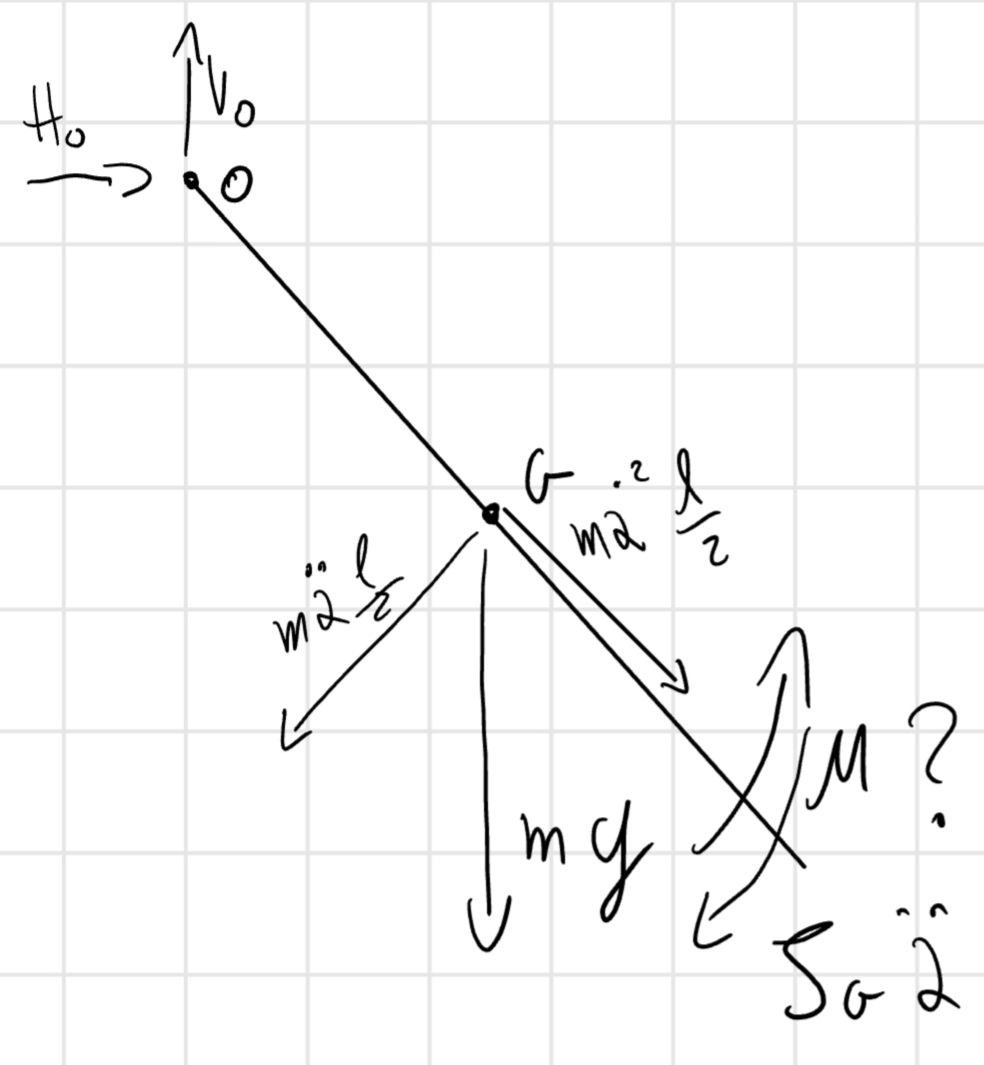 V₀
H₀
O
G
mα̇² l/2
mα̈ l/2
M ?
mg
J_G α̈